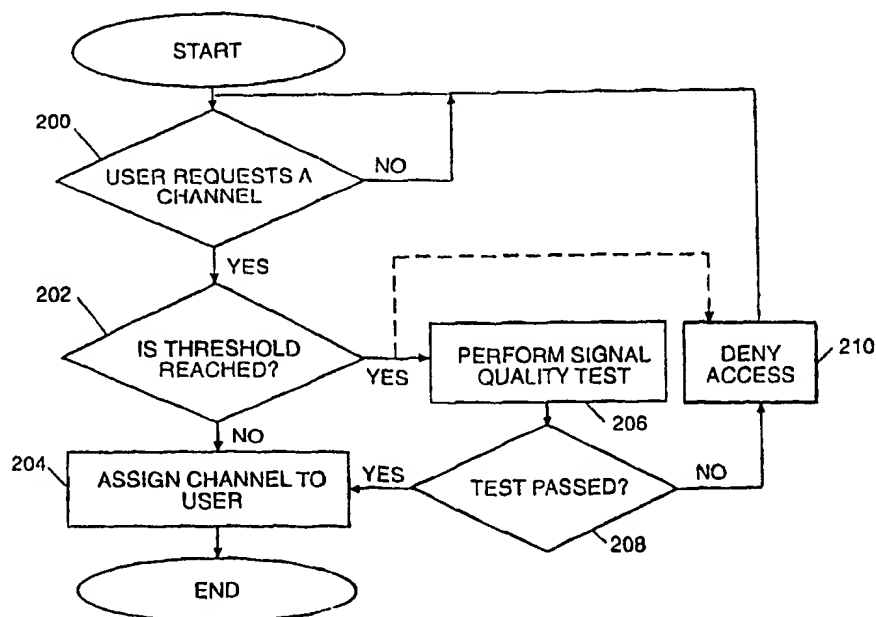 START
200
USER REQUESTS A
CHANNEL
NO
YES
202
IS THRESHOLD
REACHED?
YES
PERFORM SIGNAL
QUALITY TEST
206
DENY
ACCESS
210
NO
204
ASSIGN CHANNEL TO
USER
YES
TEST PASSED?
NO
208
END